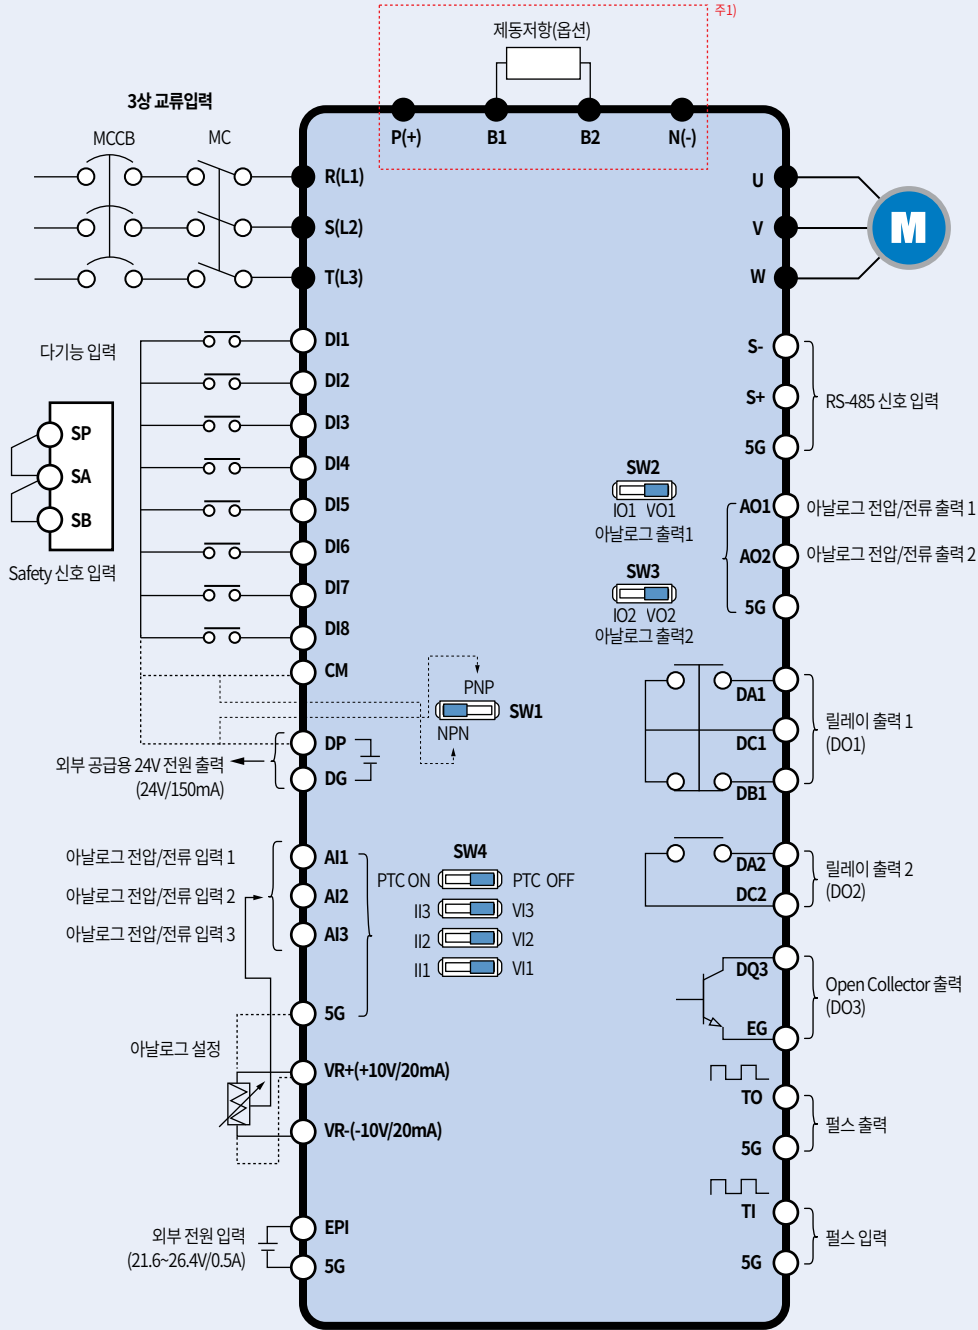 주1)
제동저항(옵션)
3상 교류입력
MCCB
MC
P(+)
B1
B2
N(-)
R(L1)
S(L2)
T(L3)
U
V
W
M
다기능 입력
DI1
DI2
DI3
DI4
DI5
DI6
DI7
DI8
CM
SP
SA
SB
Safety 신호 입력
S-
S+
5G
RS-485 신호 입력
SW2
IO1 VO1
아날로그 출력1
SW3
IO2 VO2
아날로그 출력2
AO1
AO2
5G
아날로그 전압/전류 출력 1
아날로그 전압/전류 출력 2
PNP
SW1
NPN
DA1
DC1
DB1
릴레이 출력 1
(DO1)
DP
DG
외부 공급용 24V 전원 출력
(24V/150mA)
아날로그 전압/전류 입력 1
아날로그 전압/전류 입력 2
아날로그 전압/전류 입력 3
AI1
AI2
AI3
5G
SW4
PTC ON PTC OFF
II3 VI3
II2 VI2
II1 VI1
DA2
DC2
릴레이 출력 2
(DO2)
DQ3
EG
Open Collector 출력
(DO3)
아날로그 설정
VR+(+10V/20mA)
VR-(-10V/20mA)
TO
5G
펄스 출력
TI
5G
펄스 입력
외부 전원 입력
(21.6~26.4V/0.5A)
EPI
5G